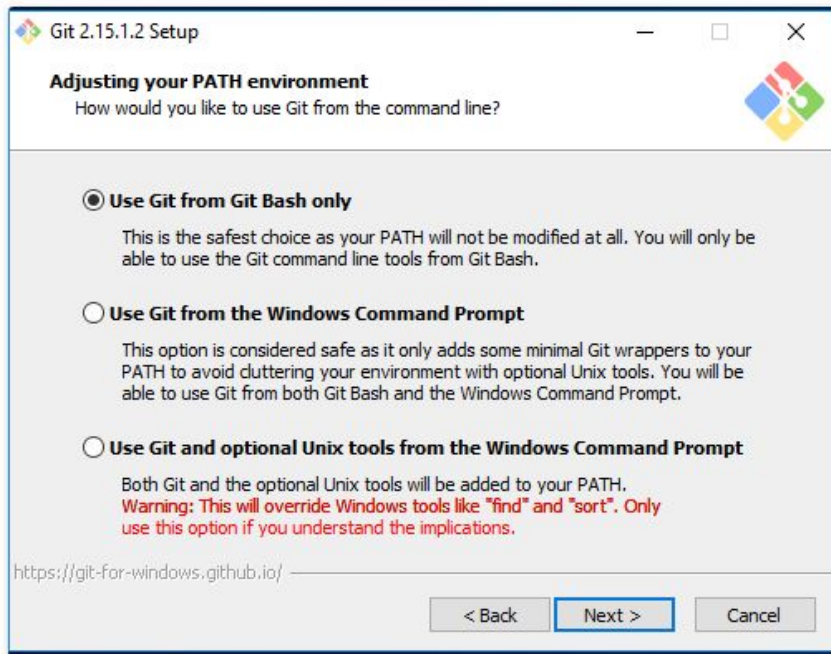 Git 2.15.1.2 Setup
Adjusting your PATH environment
How would you like to use Git from the command line?
Use Git from Git Bash only
This is the safest choice as your PATH will not be modified at all. You will only be
able to use the Git command line tools from Git Bash.
Use Git from the Windows Command Prompt
This option is considered safe as it only adds some minimal Git wrappers to your
PATH to avoid cluttering your environment with optional Unix tools. You will be
able to use Git from both Git Bash and the Windows Command Prompt.
Use Git and optional Unix tools from the Windows Command Prompt
Both Git and the optional Unix tools will be added to your PATH.
Warning: This will override Windows tools like "find" and "sort". Only
use this option if you understand the implications.
https://git-for-windows.github.io/
< Back Next > Cancel